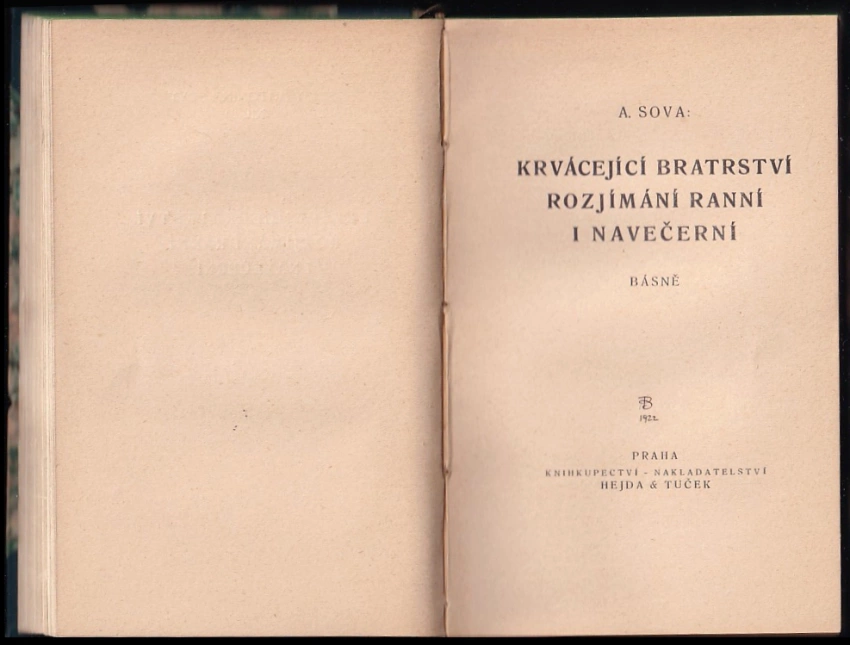 A. SOVA:
KRVÁCEJÍCÍ BRATRSTVÍ
ROZJÍMÁNÍ RANNÍ
I NAVEČERNÍ
BÁSNĚ
1922
PRAHA
KNIHKUPECTVÍ - NAKLADATELSTVÍ
HEJDA & TUČEK